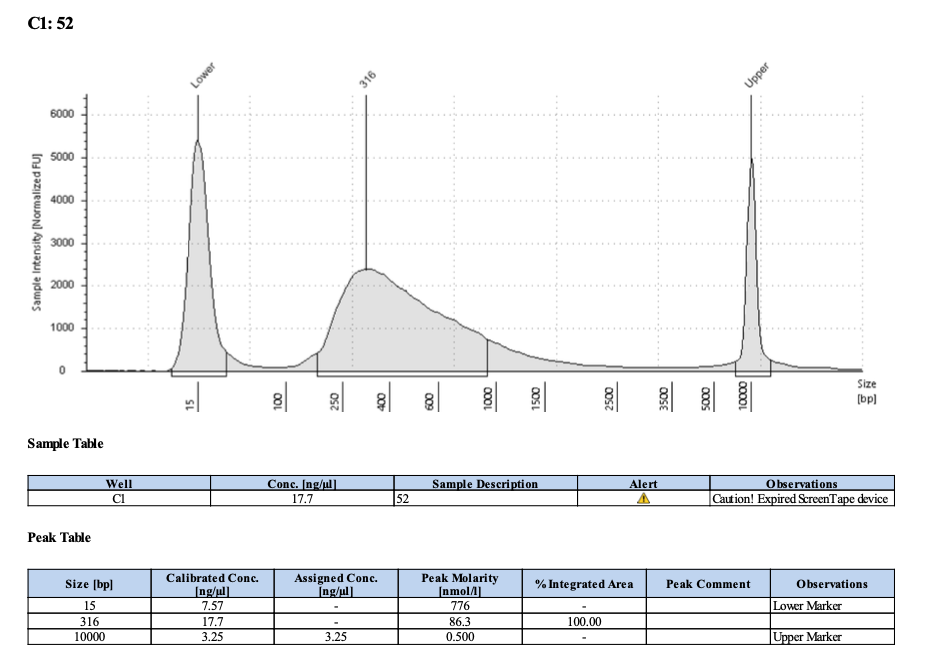 C1: 52
Lower
316
Upper
Sample Intensity [Normalized FU]
6000
5000
4000
3000
2000
1000
0
15
100
250
400
600
1000
1500
2500
3500
5000
10000
Size
[bp]
Sample Table
Well Conc. [ng/µl] Sample Description Alert Observations
C1 17.7 52 Caution! Expired ScreenTape device
Peak Table
Size [bp] Calibrated Conc. [ng/µl] Assigned Conc. [ng/µl] Peak Molarity [nmol/l] % Integrated Area Peak Comment Observations
15 7.57 - 776 - Lower Marker
316 17.7 - 86.3 100.00
10000 3.25 3.25 0.500 - Upper Marker